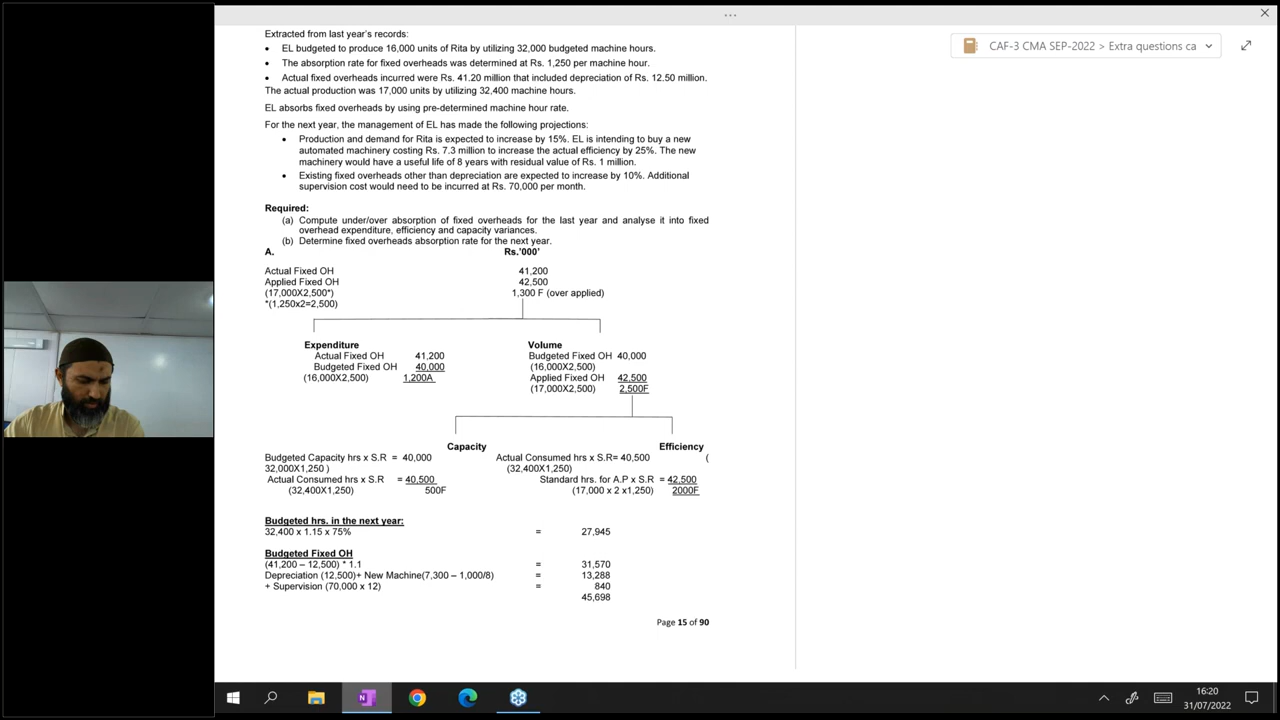 CAF-3 CMA SEP-2022 > Extra questions ca
Extracted from last year's records:
• EL budgeted to produce 16,000 units of Rita by utilizing 32,000 budgeted machine hours.
• The absorption rate for fixed overheads was determined at Rs. 1,250 per machine hour.
• Actual fixed overheads incurred were Rs. 41.20 million that included depreciation of Rs. 12.50 million.
The actual production was 17,000 units by utilizing 32,400 machine hours.
EL absorbs fixed overheads by using pre-determined machine hour rate.
For the next year, the management of EL has made the following projections:
• Production and demand for Rita is expected to increase by 15%. EL is intending to buy a new
automated machinery costing Rs. 7.3 million to increase the actual efficiency by 25%. The new
machinery would have a useful life of 8 years with residual value of Rs. 1 million.
• Existing fixed overheads other than depreciation are expected to increase by 10%. Additional
supervision cost would need to be incurred at Rs. 70,000 per month.
Required:
(a) Compute under/over absorption of fixed overheads for the last year and analyse it into fixed
overhead expenditure, efficiency and capacity variances.
(b) Determine fixed overheads absorption rate for the next year.
A. Rs.'000'
Actual Fixed OH 41,200
Applied Fixed OH 42,500
(17,000X2,500*) 1,300 F (over applied)
*(1,250x2=2,500)
Expenditure Volume
Actual Fixed OH 41,200 Budgeted Fixed OH 40,000
Budgeted Fixed OH 40,000 (16,000X2,500)
(16,000X2,500) 1,200A Applied Fixed OH 42,500
(17,000X2,500) 2,500F
Capacity Efficiency
Budgeted Capacity hrs x S.R = 40,000 Actual Consumed hrs x S.R= 40,500 (
32,000X1,250 ) (32,400X1,250)
Actual Consumed hrs x S.R = 40,500 Standard hrs. for A.P x S.R = 42,500
(32,400X1,250) 500F (17,000 x 2 x1,250) 2000F
Budgeted hrs. in the next year:
32,400 x 1.15 x 75% = 27,945
Budgeted Fixed OH
(41,200 – 12,500) * 1.1 = 31,570
Depreciation (12,500)+ New Machine(7,300 – 1,000/8) = 13,288
+ Supervision (70,000 x 12) = 840
45,698
Page 15 of 90
16:20
31/07/2022